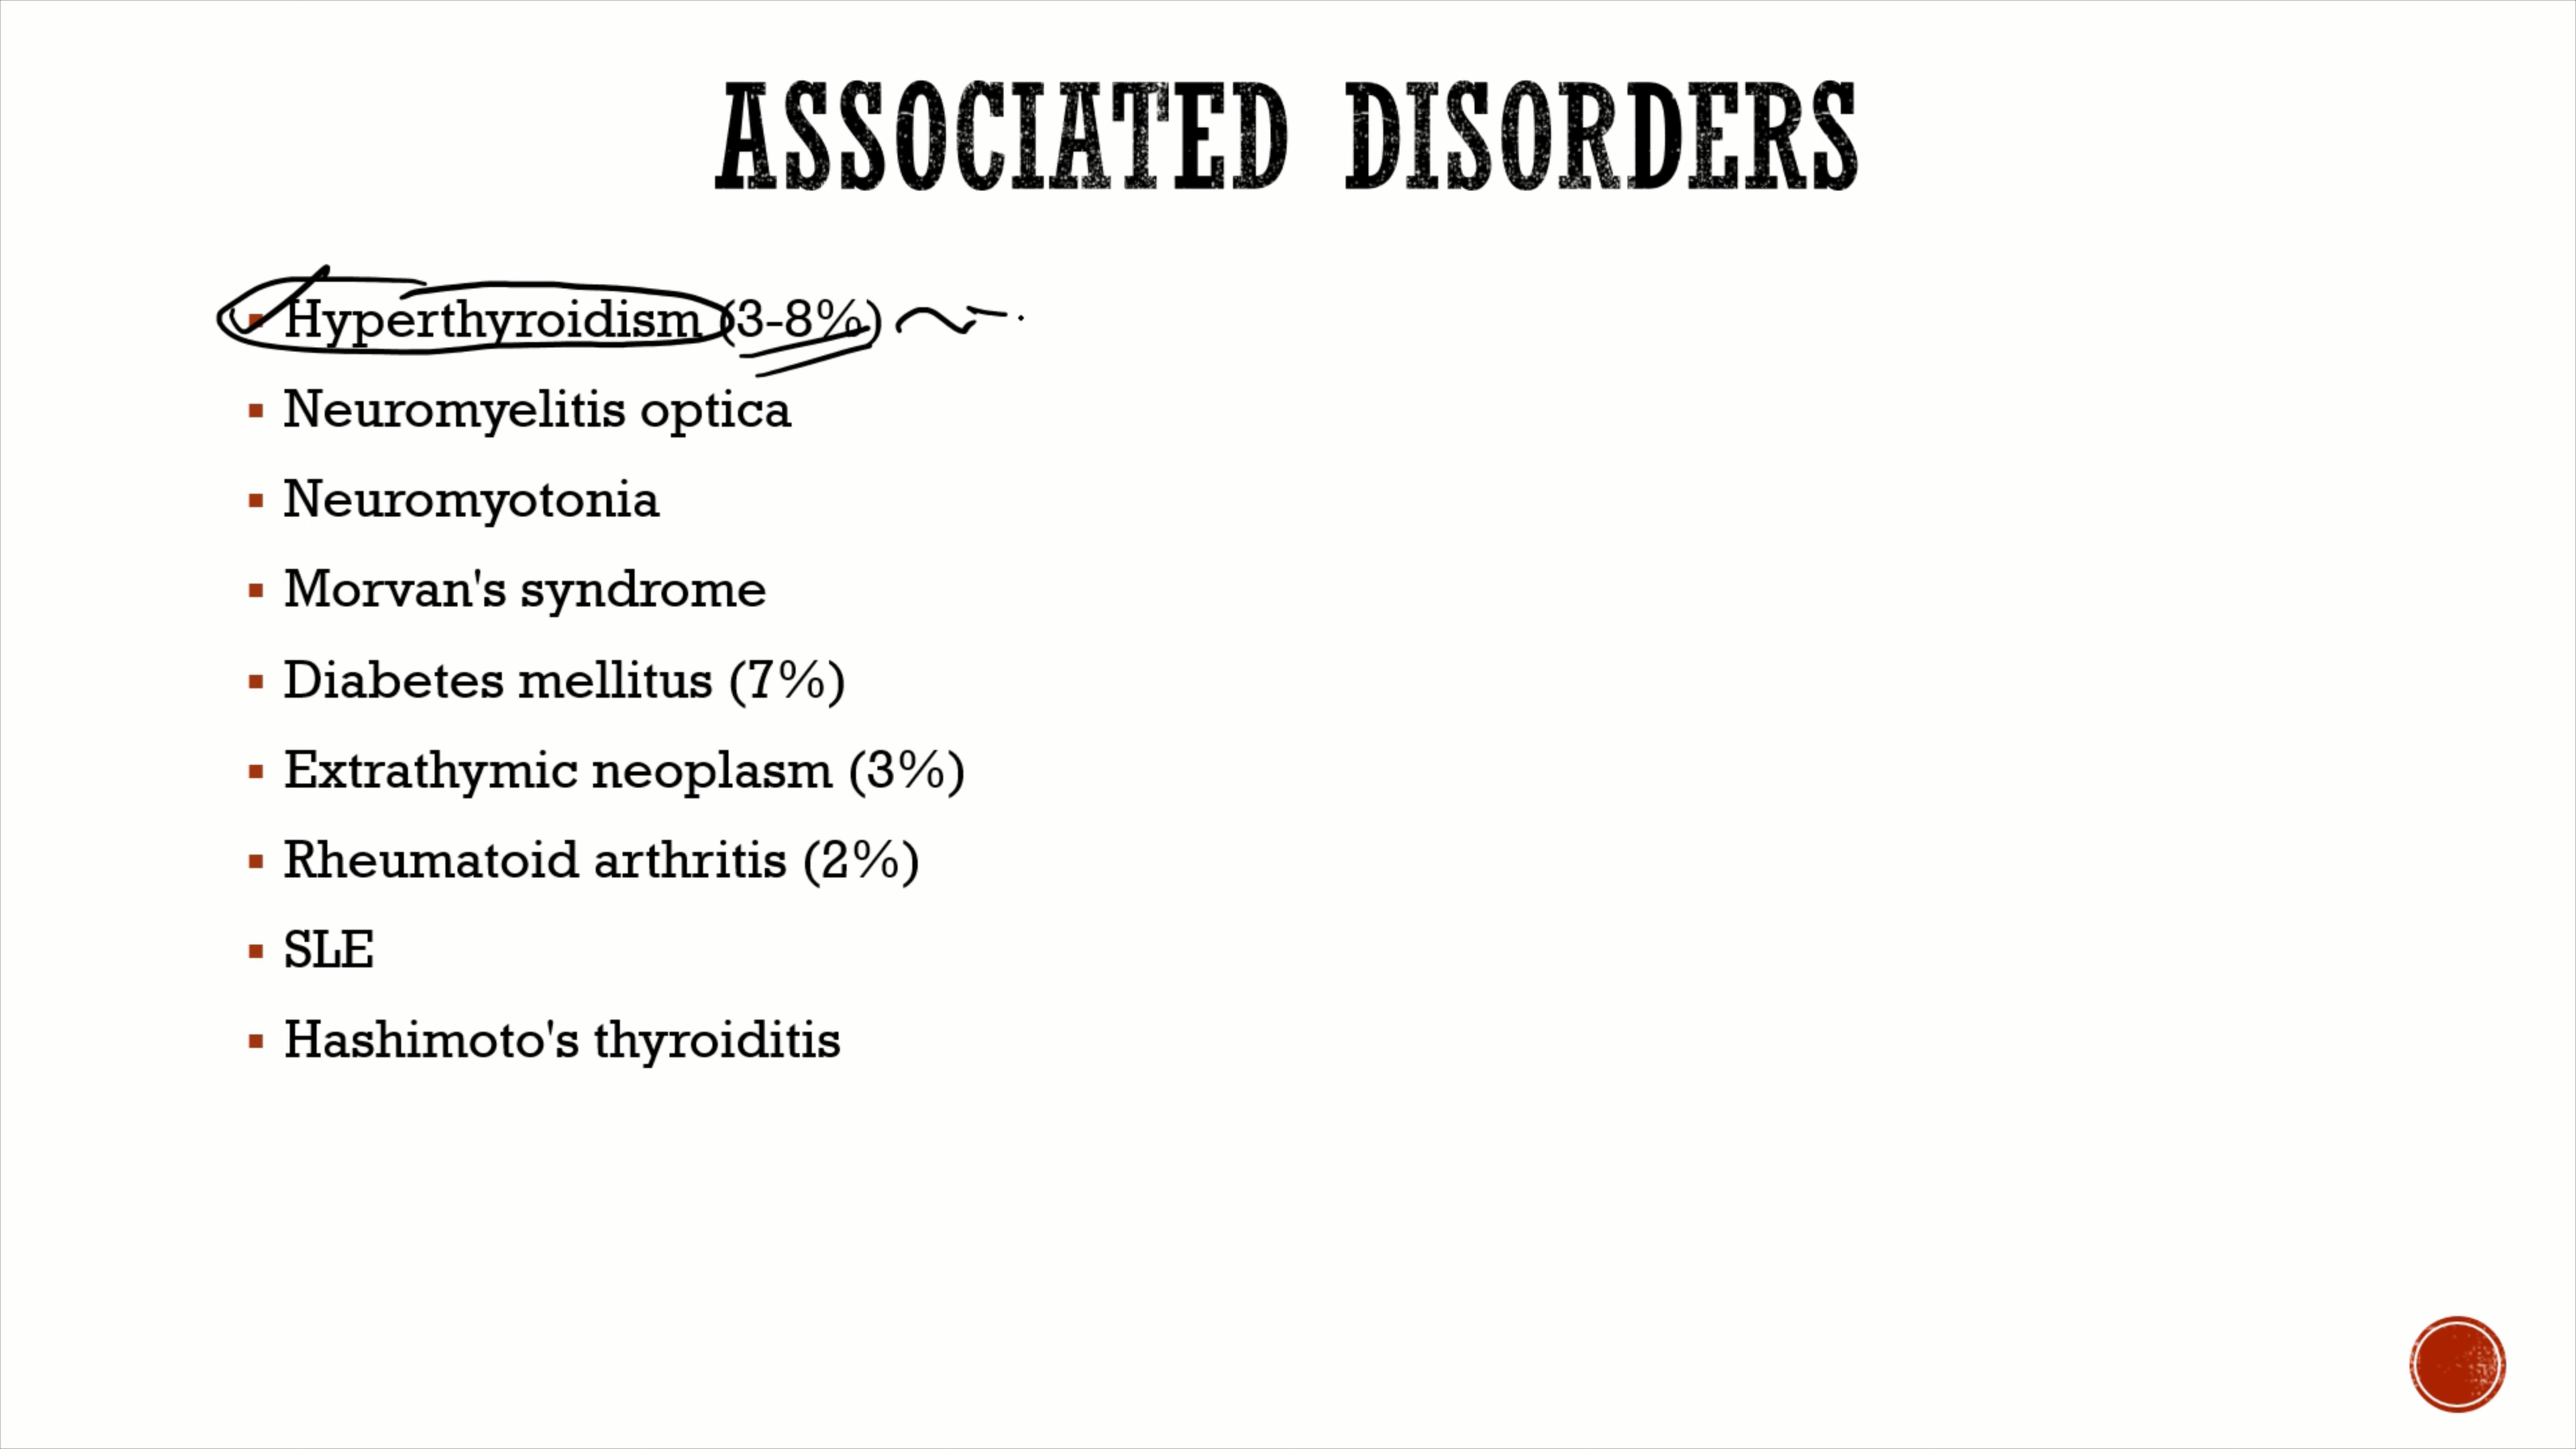 ASSOCIATED DISORDERS
Hyperthyroidism (3-8%)
Neuromyelitis optica
Neuromyotonia
Morvan's syndrome
Diabetes mellitus (7%)
Extrathymic neoplasm (3%)
Rheumatoid arthritis (2%)
SLE
Hashimoto's thyroiditis